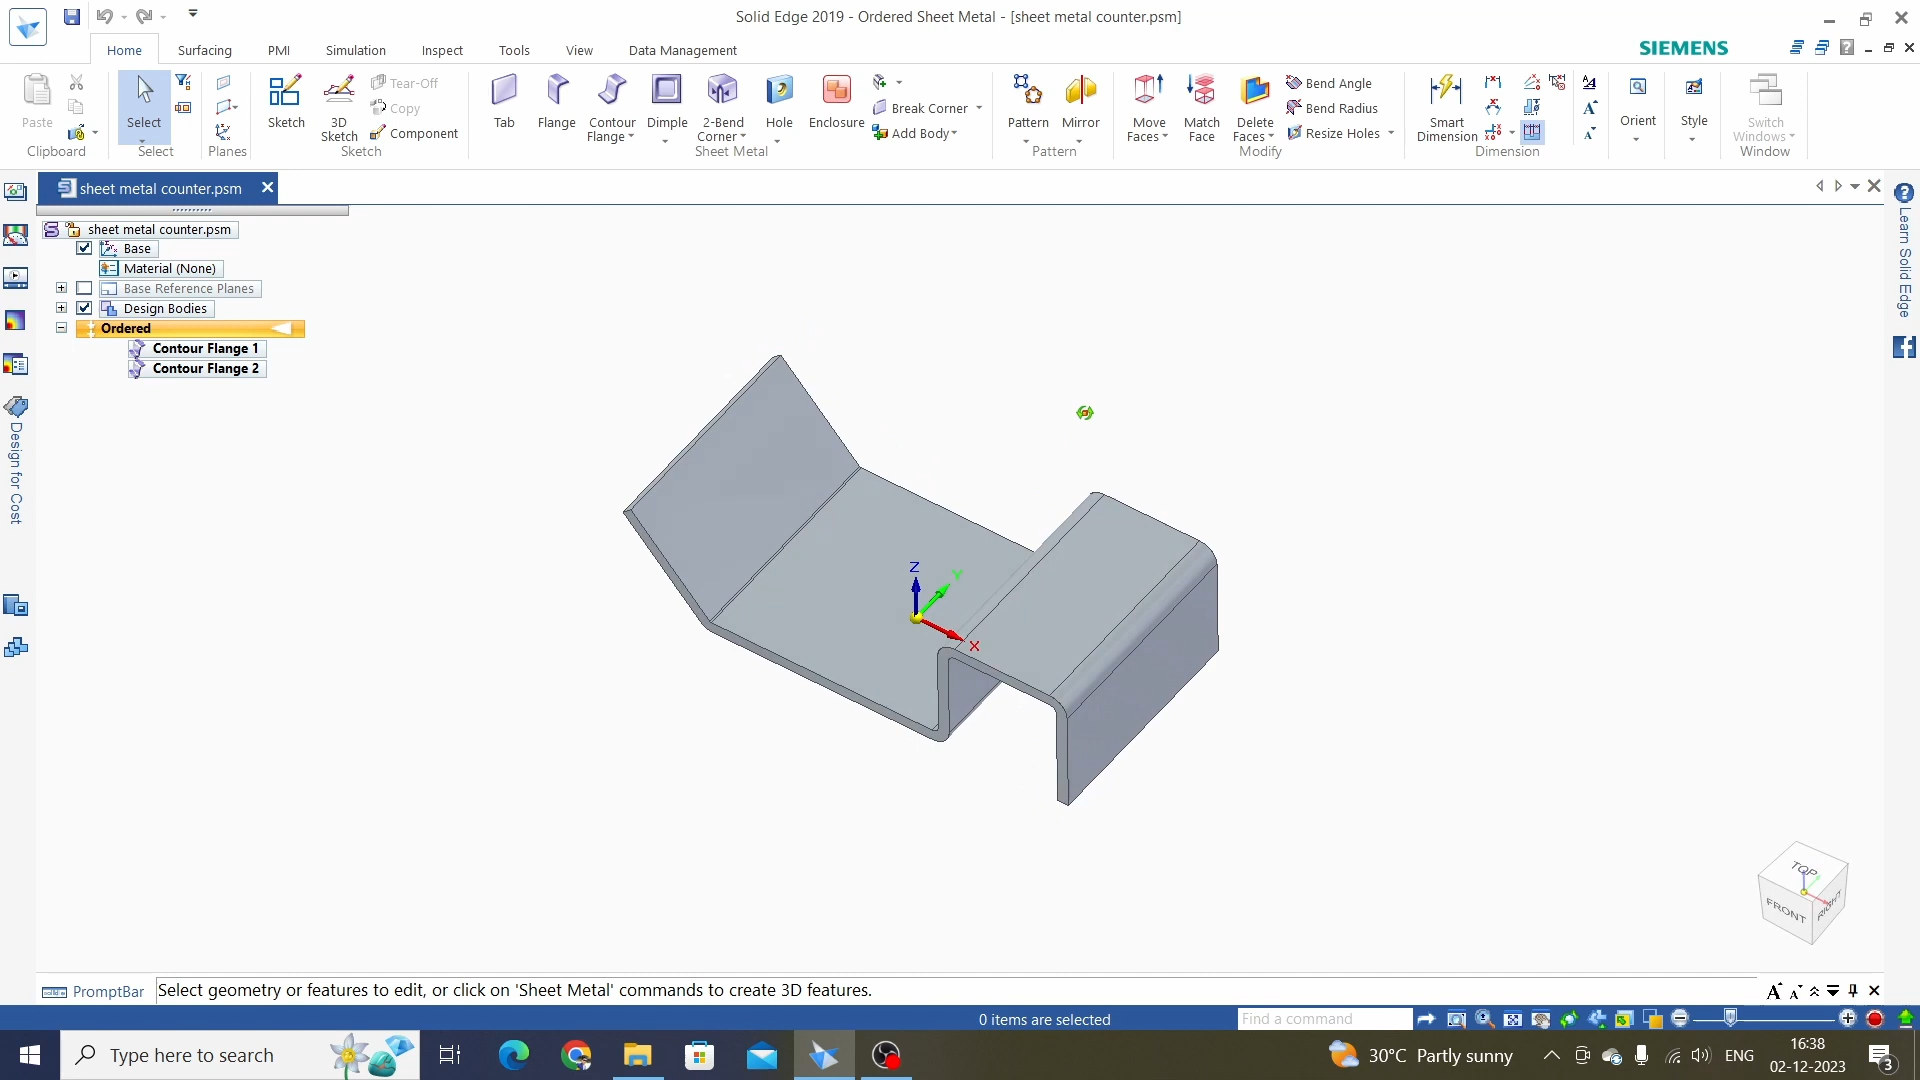 Solid Edge 2019 - Ordered Sheet Metal - [sheet metal counter.psm]
Home
Surfacing
PMI
Simulation
Inspect
Tools
View
Data Management
SIEMENS
Paste
Clipboard
Select
Select
Planes
Sketch
3D Sketch
Tear-Off
Copy
Component
Sketch
Tab
Flange
Contour Flange
Dimple
2-Bend Corner
Hole
Enclosure
Break Corner
Add Body
Sheet Metal
Pattern
Mirror
Pattern
Move Faces
Match Face
Delete Faces
Bend Angle
Bend Radius
Resize Holes
Modify
Smart Dimension
Dimension
Orient
Style
Switch Windows
Window
sheet metal counter.psm
sheet metal counter.psm
Base
Material (None)
Base Reference Planes
Design Bodies
Ordered
Contour Flange 1
Contour Flange 2
Design for Cost
Learn Solid Edge
Z
Y
X
TOP
FRONT
RIGHT
PromptBar
Select geometry or features to edit, or click on 'Sheet Metal' commands to create 3D features.
0 items are selected
Find a command
Type here to search
30°C Partly sunny
ENG
16:38
02-12-2023
3